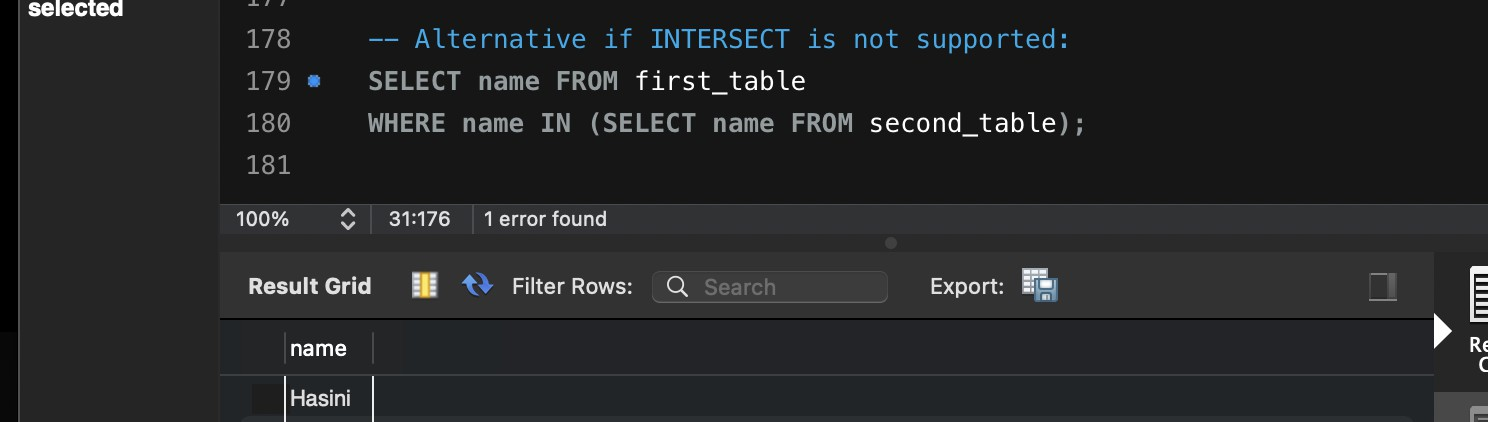 selected
177
178 -- Alternative if INTERSECT is not supported:
179 SELECT name FROM first_table
180 WHERE name IN (SELECT name FROM second_table);
181
100% 31:176 1 error found
Result Grid Filter Rows: Search Export:
name
Hasini